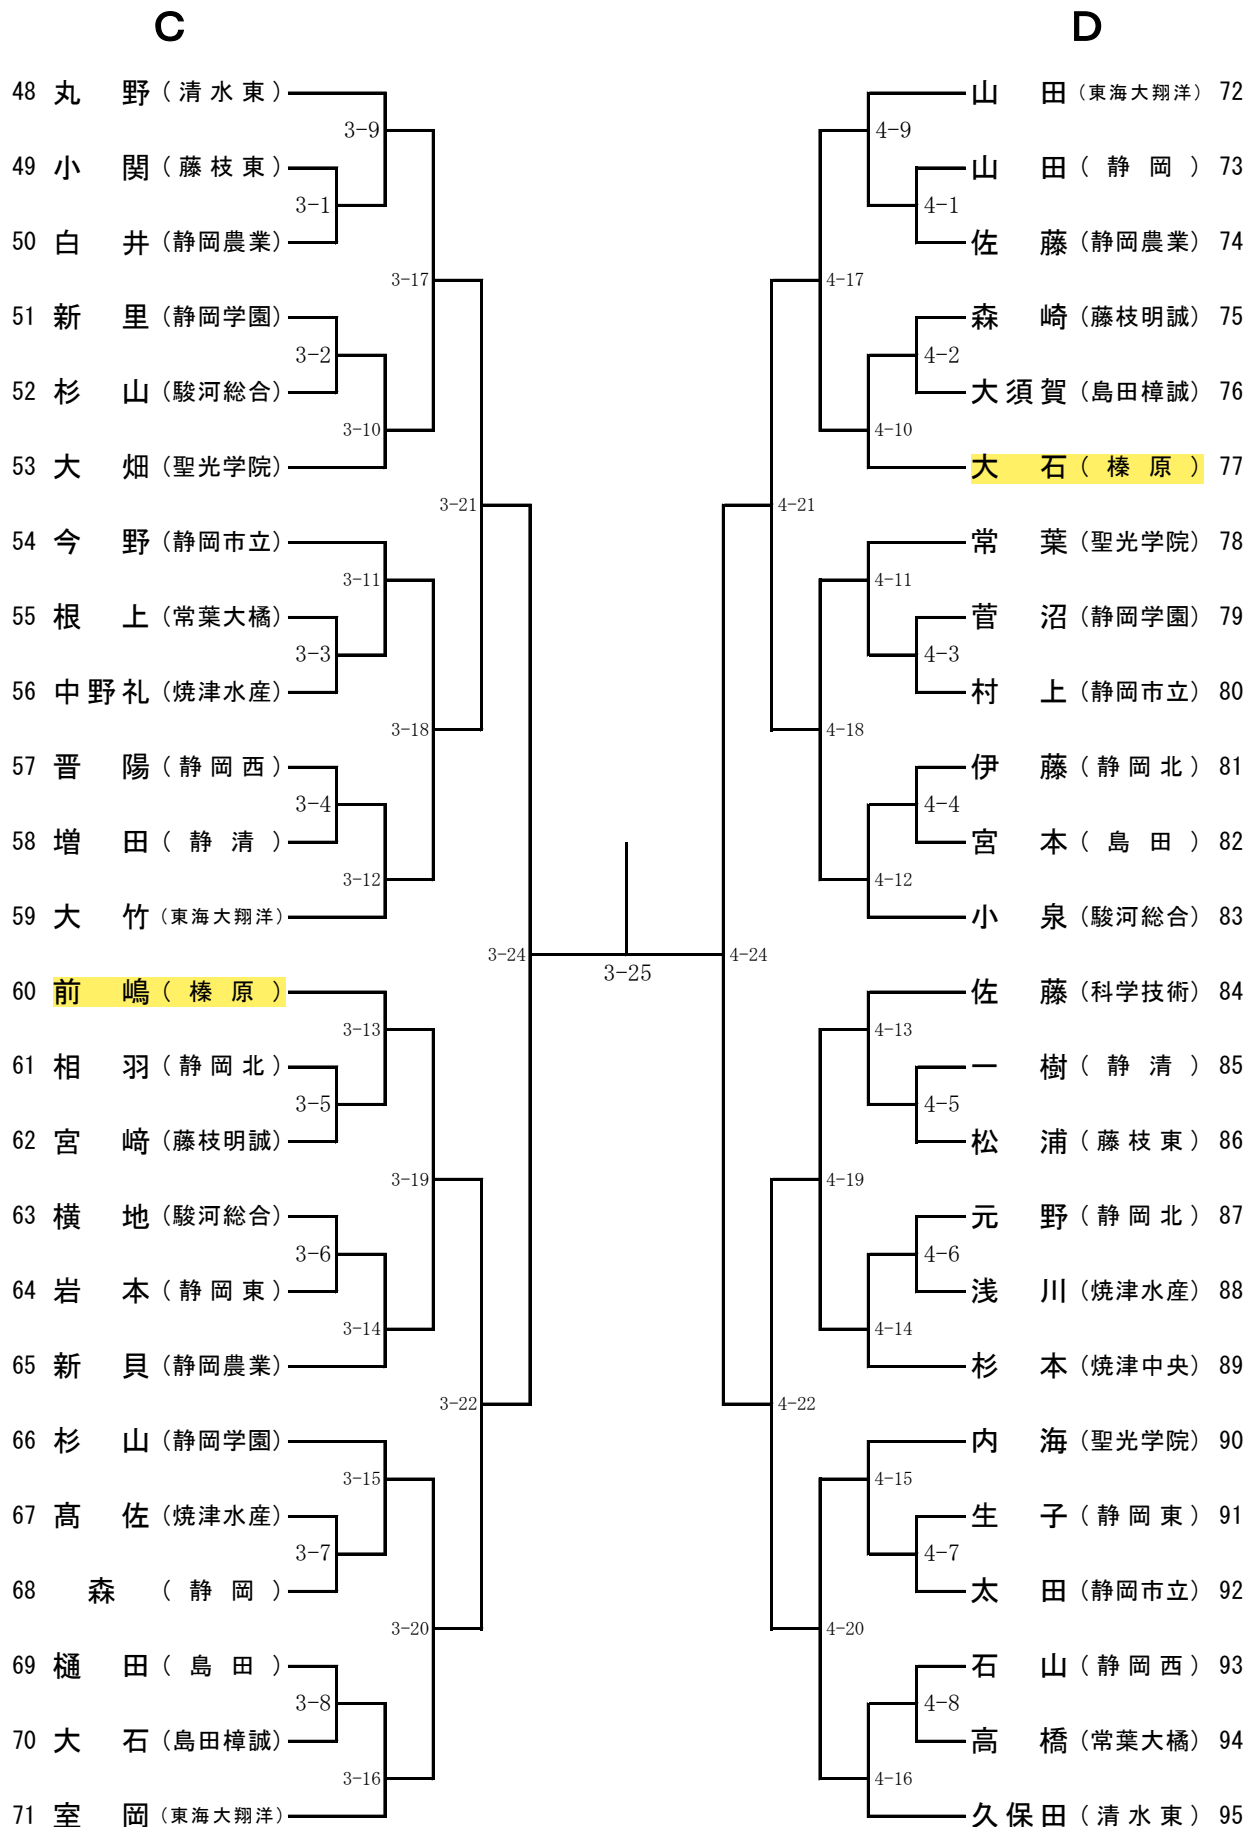 C
48 丸野（清水東）
3-9
49 小関（藤枝東）
3-1
50 白井（静岡農業）
3-17
51 新里（静岡学園）
3-2
52 杉山（駿河総合）
3-10
53 大畑（聖光学院）
3-21
54 今野（静岡市立）
3-11
55 根上（常葉大橘）
3-3
56 中野礼（焼津水産）
3-18
57 晋陽（静岡西）
3-4
58 増田（静清）
3-12
59 大竹（東海大翔洋）
3-24
60 前嶋（榛原）
3-13
61 相羽（静岡北）
3-5
62 宮﨑（藤枝明誠）
3-19
63 横地（駿河総合）
3-6
64 岩本（静岡東）
3-14
65 新貝（静岡農業）
3-22
66 杉山（静岡学園）
3-15
67 髙佐（焼津水産）
3-7
68 森（静岡）
3-20
69 樋田（島田）
3-8
70 大石（島田樟誠）
3-16
71 室岡（東海大翔洋）
3-25
D
山田（東海大翔洋） 72
4-9
山田（静岡） 73
4-1
佐藤（静岡農業） 74
4-17
森崎（藤枝明誠） 75
4-2
大須賀（島田樟誠） 76
4-10
大石（榛原） 77
4-21
常葉（聖光学院） 78
4-11
菅沼（静岡学園） 79
4-3
村上（静岡市立） 80
4-18
伊藤（静岡北） 81
4-4
宮本（島田） 82
4-12
小泉（駿河総合） 83
4-24
佐藤（科学技術） 84
4-13
一樹（静清） 85
4-5
松浦（藤枝東） 86
4-19
元野（静岡北） 87
4-6
浅川（焼津水産） 88
4-14
杉本（焼津中央） 89
4-22
内海（聖光学院） 90
4-15
生子（静岡東） 91
4-7
太田（静岡市立） 92
4-20
石山（静岡西） 93
4-8
高橋（常葉大橘） 94
4-16
久保田（清水東） 95